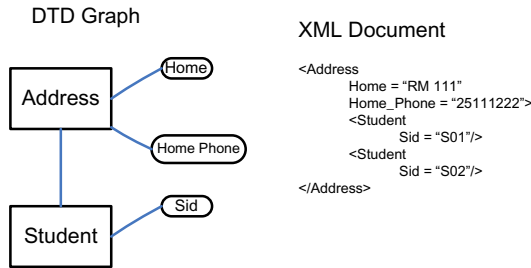 DTD Graph
Home
Address
Home Phone
Sid
Student
XML Document
<Address
Home = “RM 111”
Home_Phone = “25111222”>
<Student
Sid = “S01”/>
<Student
Sid = “S02”/>
</Address>